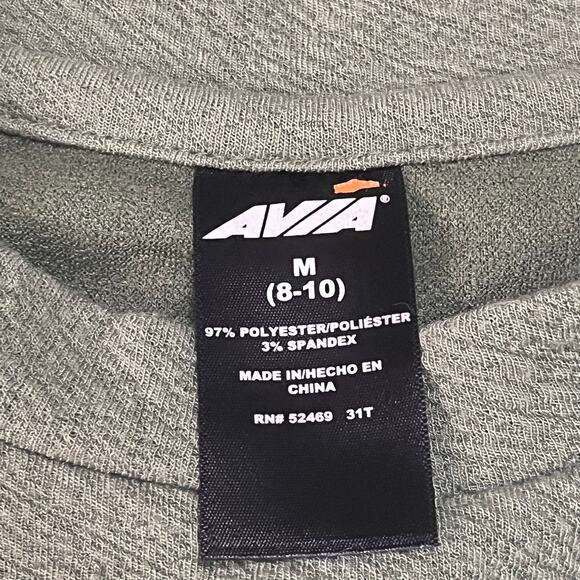 AVIA®
M
(8-10)
97% POLYESTER/POLIÉSTER
3% SPANDEX
MADE IN/HECHO EN
CHINA
RN# 52469 31T